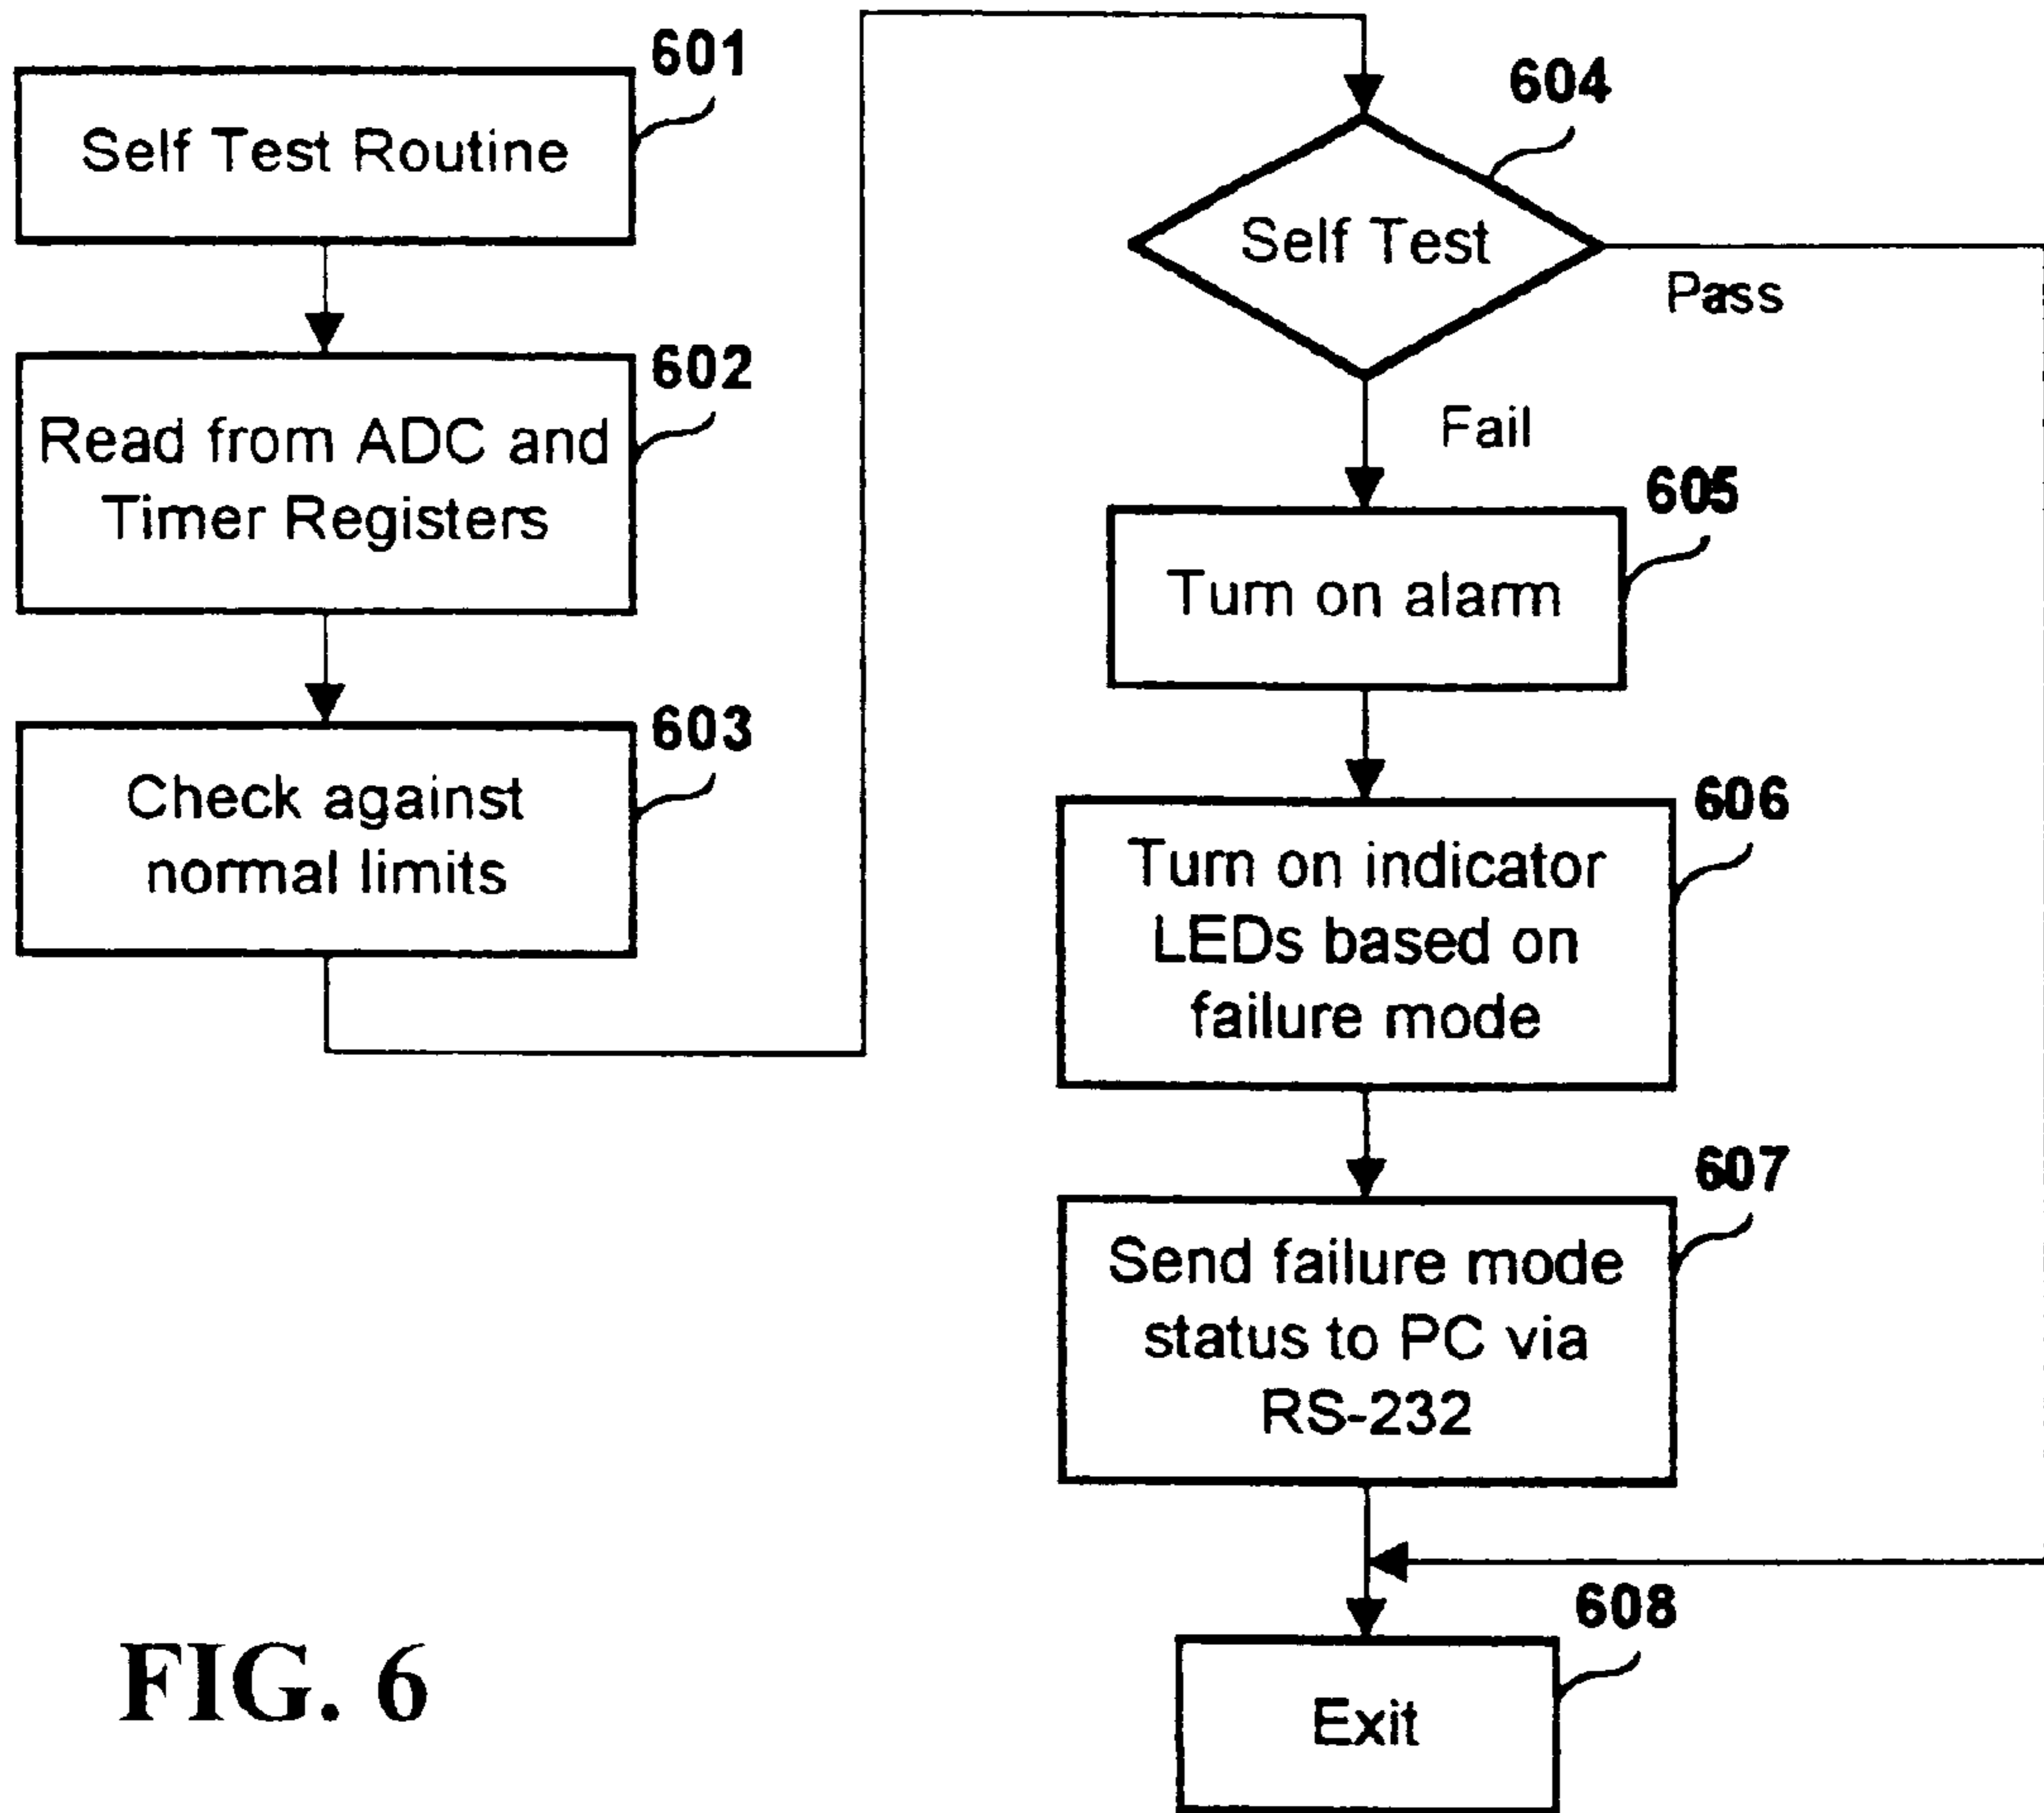 601
Self Test Routine
602
Read from ADC and
Timer Registers
603
Check against
normal limits
604
Self Test
Pass
Fail
605
Turn on alarm
606
Turn on indicator
LEDs based on
failure mode
607
Send failure mode
status to PC via
RS-232
608
Exit
FIG. 6